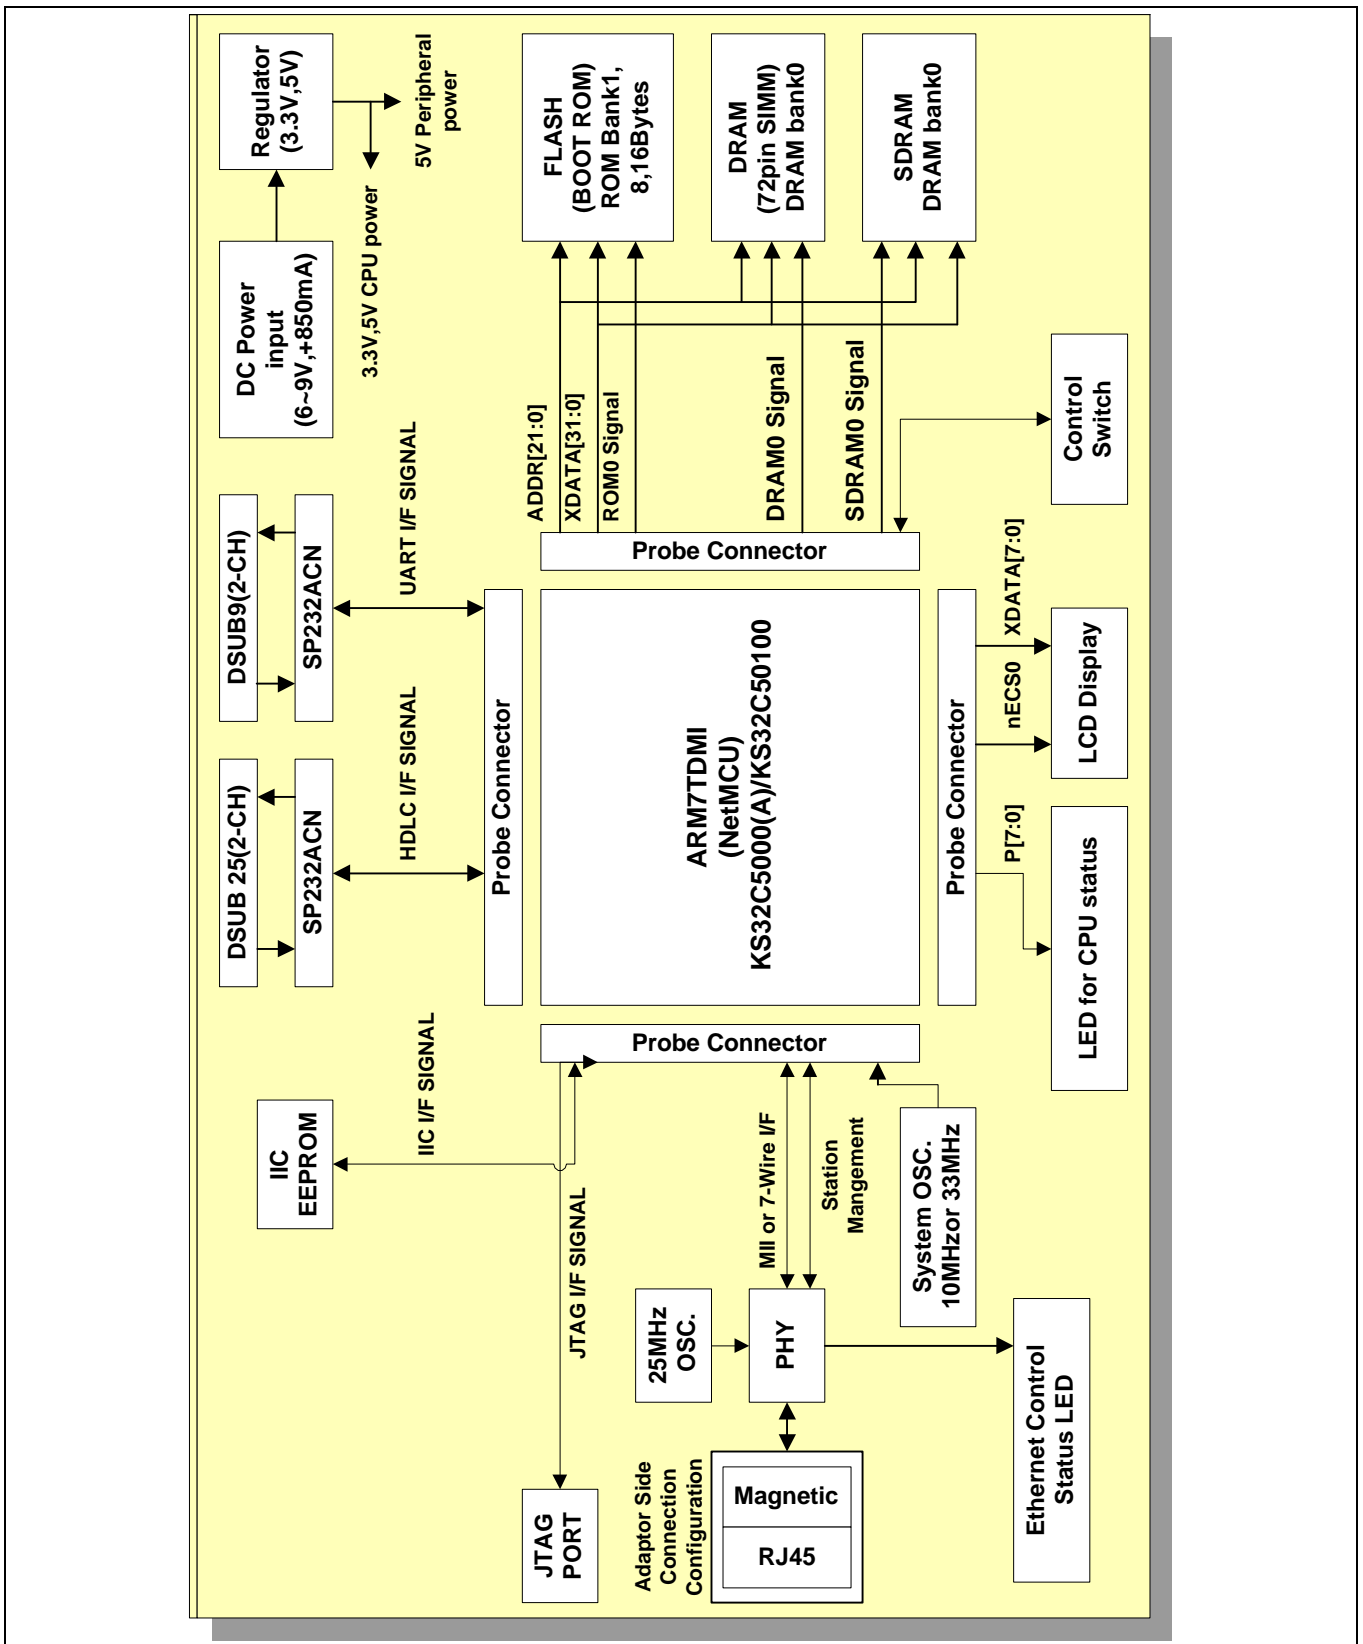 Regulator
(3.3V,5V)
5V Peripheral
power
DC Power
input
(6~9V,+850mA)
3.3V,5V CPU power
FLASH
(BOOT ROM)
ROM Bank1,
8,16Bytes
DRAM
(72pin SIMM)
DRAM bank0
SDRAM
DRAM bank0
ADDR[21:0]
XDATA[31:0]
ROM0 Signal
DRAM0 Signal
SDRAM0 Signal
Control
Switch
DSUB9(2-CH)
SP232ACN
UART I/F SIGNAL
DSUB 25(2-CH)
SP232ACN
HDLC I/F SIGNAL
Probe Connector
Probe Connector
ARM7TDMI
(NetMCU)
KS32C5000(A)/KS32C50100
Probe Connector
Probe Connector
XDATA[7:0]
nECS0
LCD Display
P[7:0]
LED for CPU status
IIC
EEPROM
IIC I/F SIGNAL
JTAG I/F SIGNAL
JTAG
PORT
MII or 7-Wire I/F
Station
Mangement
System OSC.
10MHzor 33MHz
25MHz
OSC.
PHY
Ethernet Control
Status LED
Adaptor Side
Connection
Configuration
Magnetic
RJ45